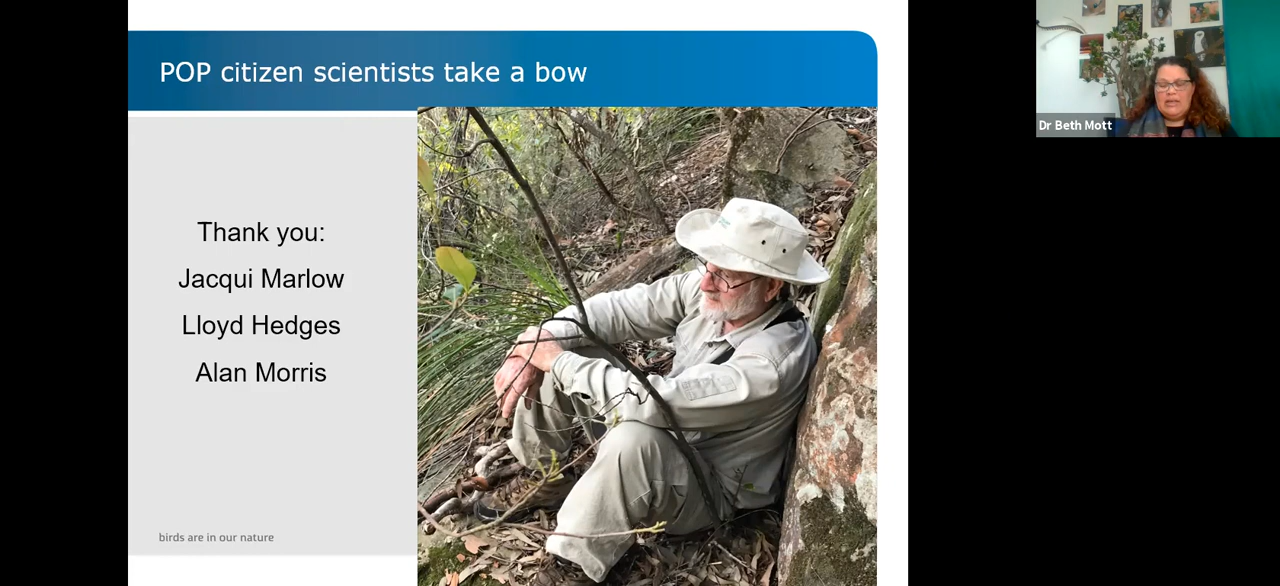 POP citizen scientists take a bow
Dr Beth Mott
Thank you:
Jacqui Marlow
Lloyd Hedges
Alan Morris
birds are in our nature